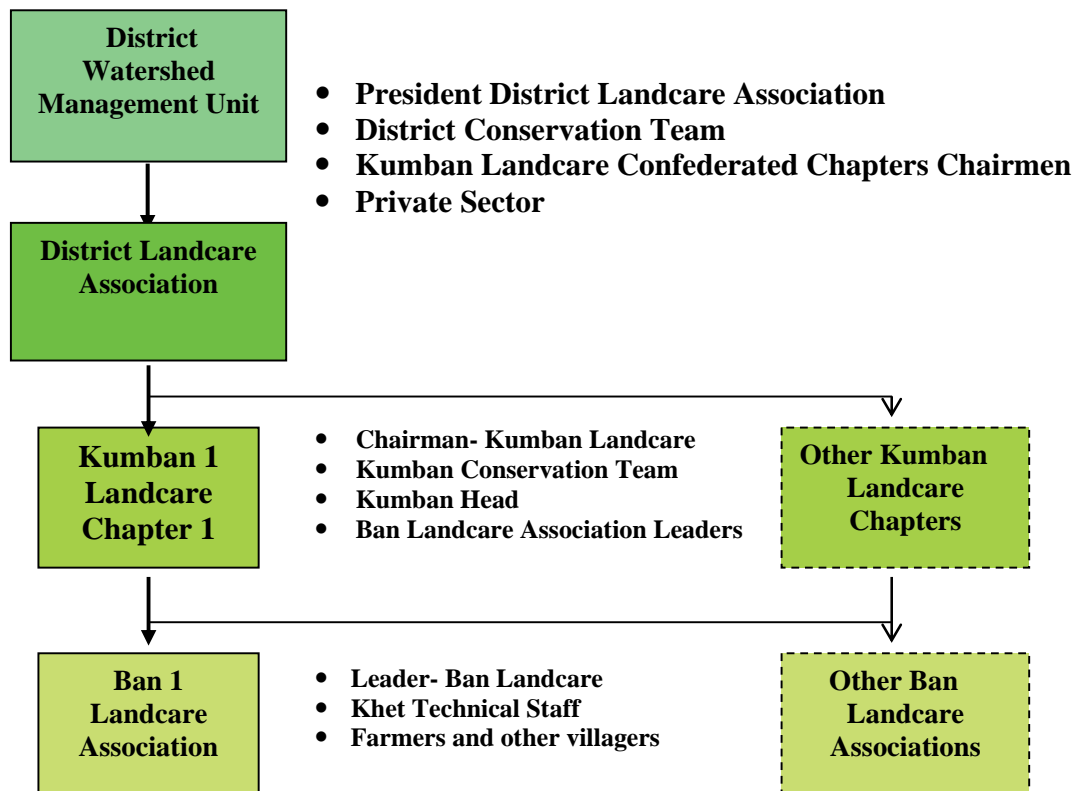 District
Watershed
Management Unit
• President District Landcare Association
• District Conservation Team
• Kumban Landcare Confederated Chapters Chairmen
• Private Sector
District Landcare
Association
Kumban 1
Landcare
Chapter 1
• Chairman- Kumban Landcare
• Kumban Conservation Team
• Kumban Head
• Ban Landcare Association Leaders
Other Kumban
Landcare
Chapters
Ban 1
Landcare
Association
• Leader- Ban Landcare
• Khet Technical Staff
• Farmers and other villagers
Other Ban
Landcare
Associations